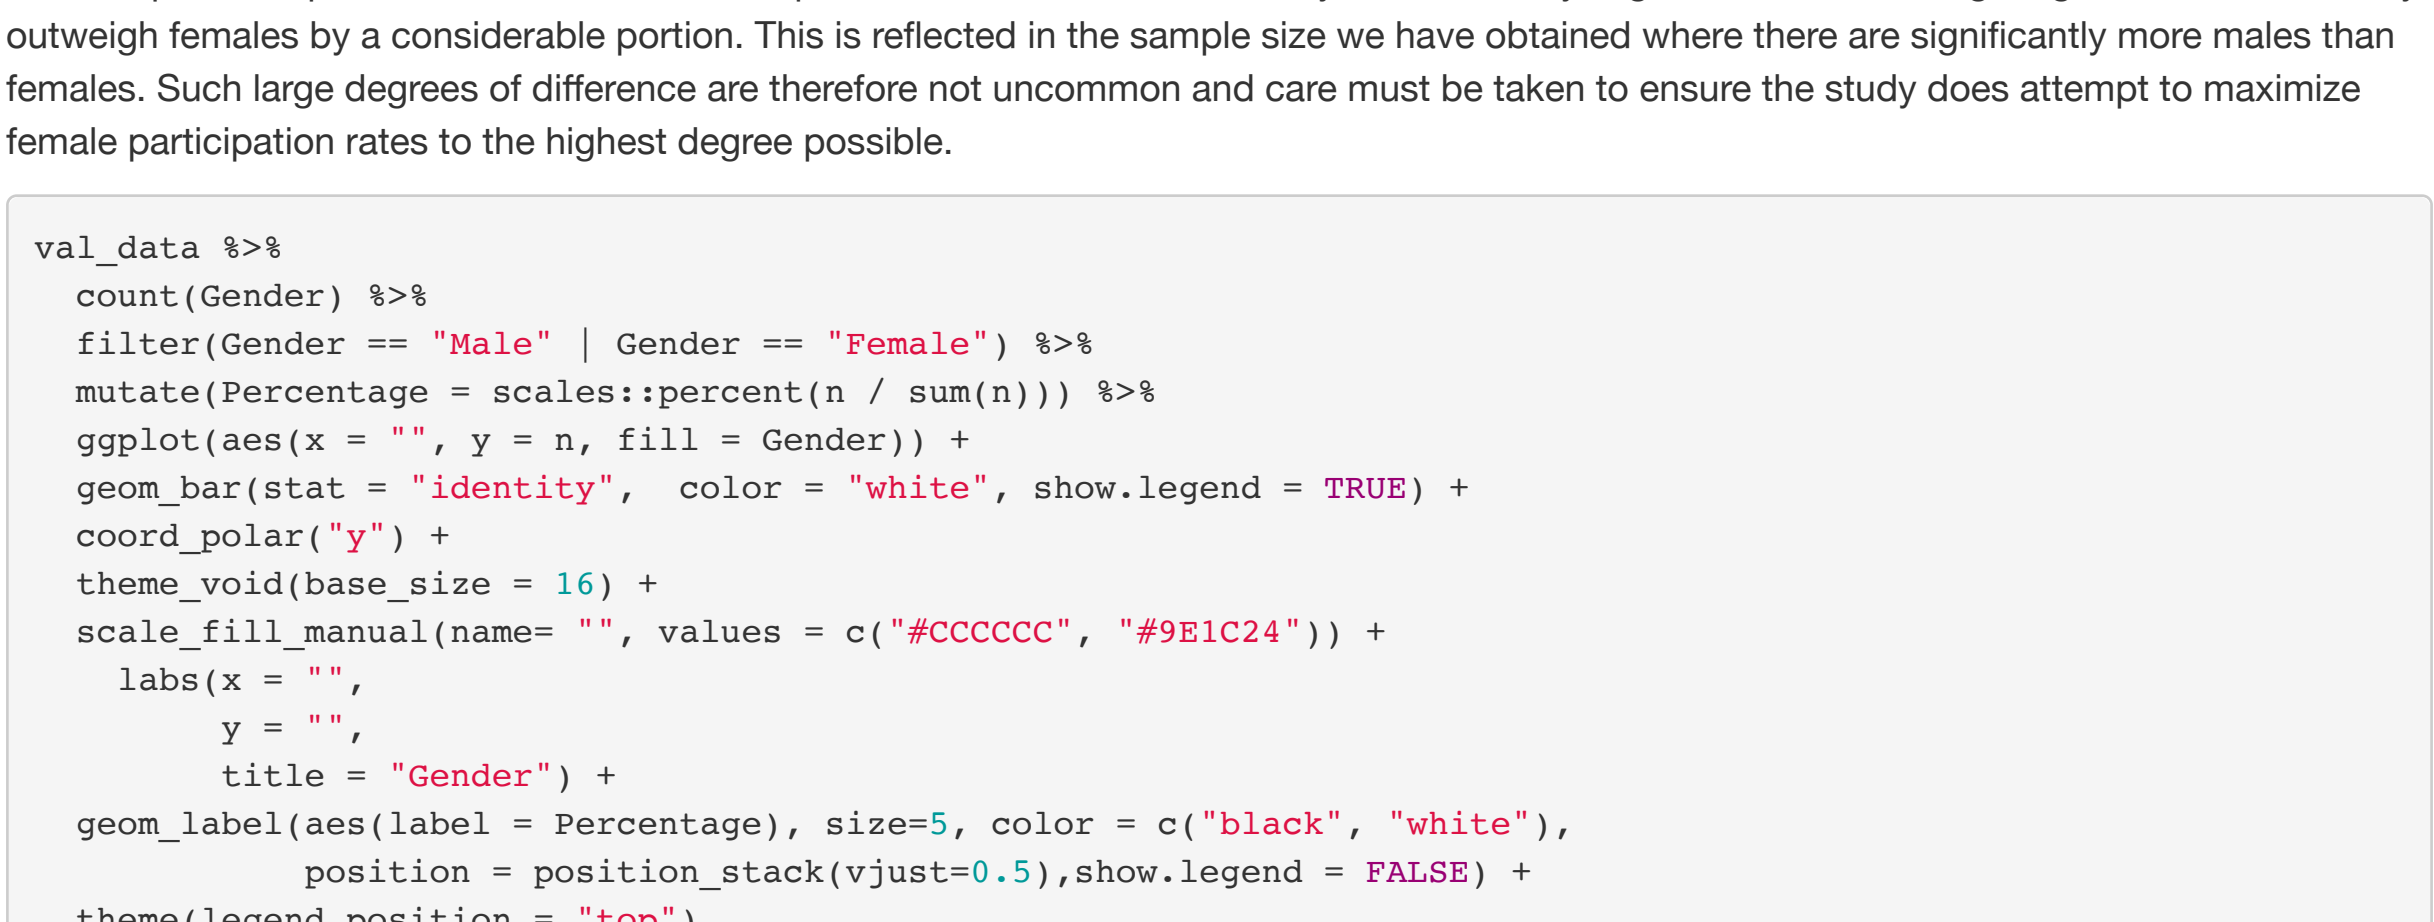 outweigh females by a considerable portion. This is reflected in the sample size we have obtained where there are significantly more males than
females. Such large degrees of difference are therefore not uncommon and care must be taken to ensure the study does attempt to maximize
female participation rates to the highest degree possible.
val_data %>%
  count(Gender) %>%
  filter(Gender == "Male" | Gender == "Female") %>%
  mutate(Percentage = scales::percent(n / sum(n))) %>%
  ggplot(aes(x = "", y = n, fill = Gender)) +
  geom_bar(stat = "identity",  color = "white", show.legend = TRUE) +
  coord_polar("y") +
  theme_void(base_size = 16) +
  scale_fill_manual(name= "", values = c("#CCCCCC", "#9E1C24")) +
    labs(x = "",
         y = "",
         title = "Gender") +
  geom_label(aes(label = Percentage), size=5, color = c("black", "white"),
             position = position_stack(vjust=0.5),show.legend = FALSE) +
  theme(legend.position = "top")